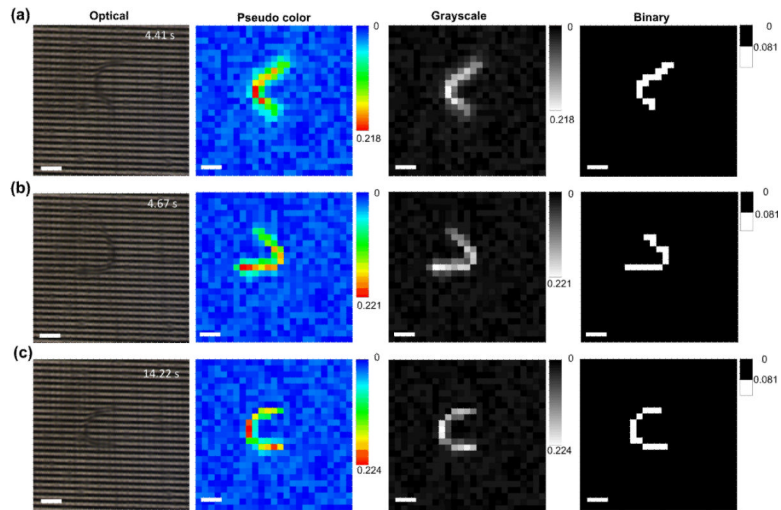 Optical Pseudo color Grayscale Binary
(a) 4.41 s 0 0.218 0 0.218 0 0.081
(b) 4.67 s 0 0.221 0 0.221 0 0.081
(c) 14.22 s 0 0.224 0 0.224 0 0.081